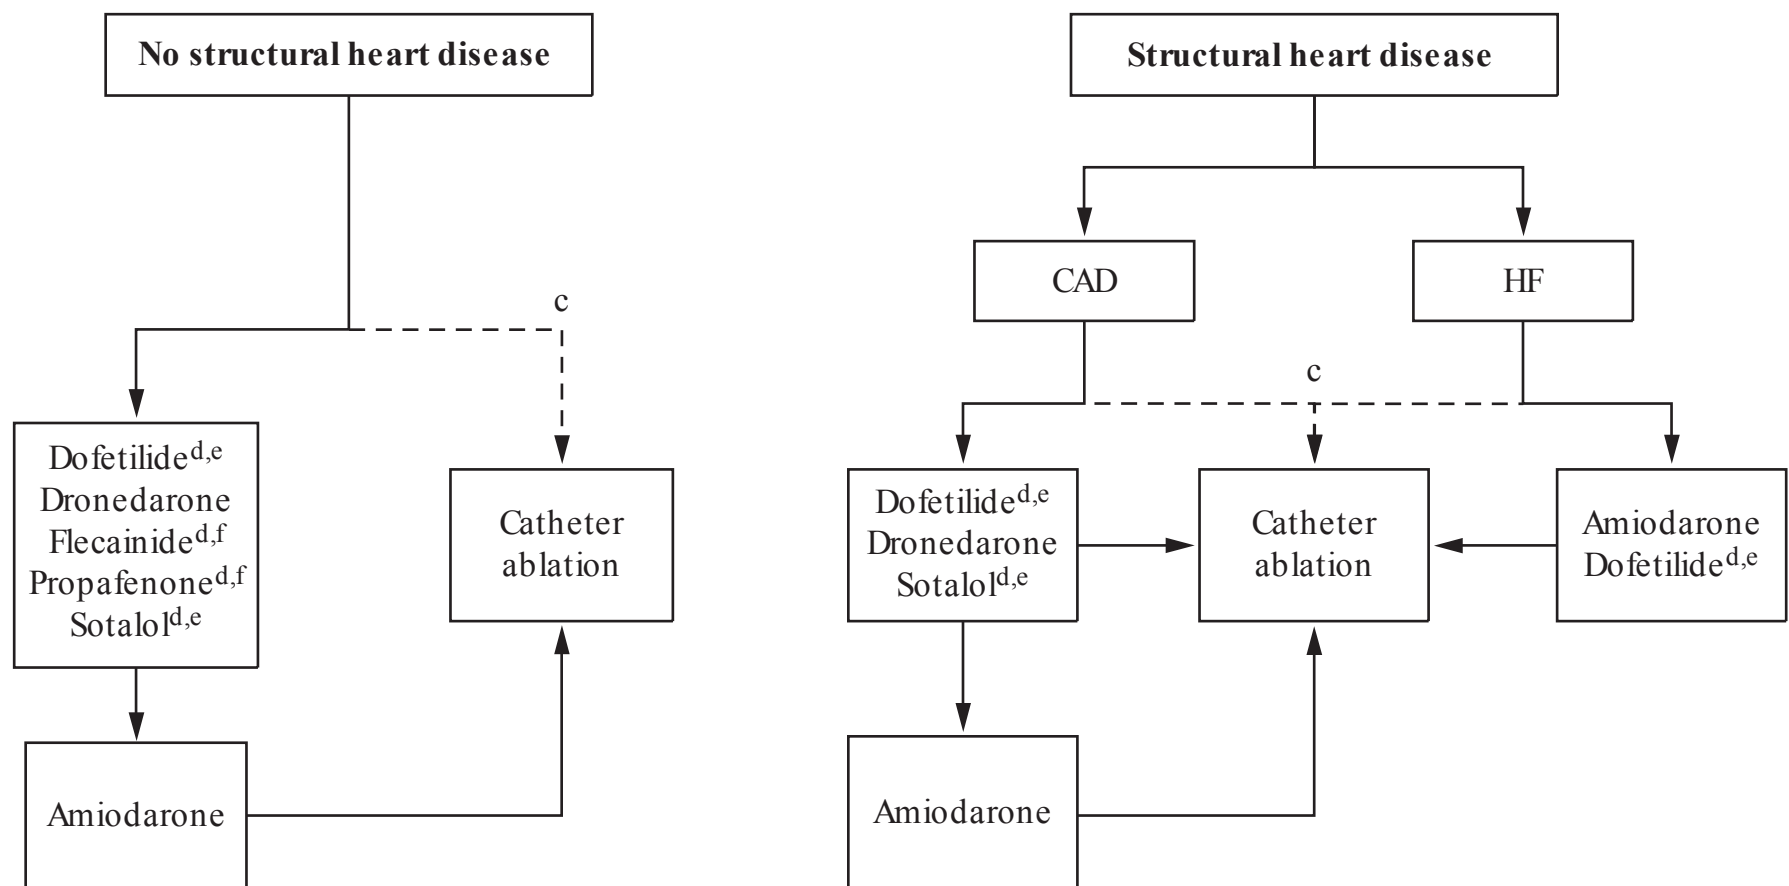 No structural heart disease
c
Dofetilide^d,e
Dronedarone
Flecainide^d,f
Propafenone^d,f
Sotalol^d,e
Catheter
ablation
Amiodarone
Structural heart disease
CAD
HF
c
Dofetilide^d,e
Dronedarone
Sotalol^d,e
Catheter
ablation
Amiodarone
Dofetilide^d,e
Amiodarone